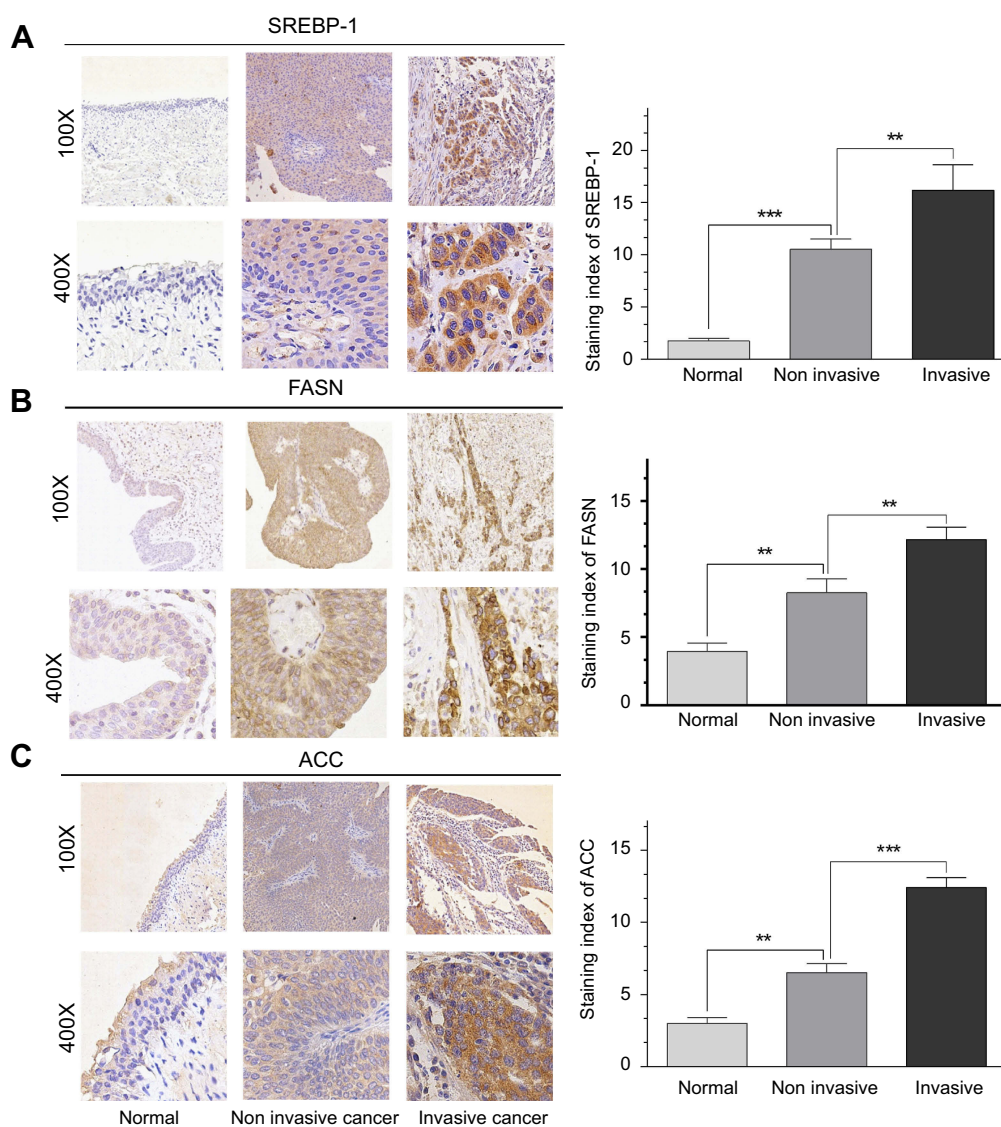 A
SREBP-1
100X
400X
Staining index of SREBP-1
20
15
10
5
0
***
**
Normal Non invasive Invasive
B
FASN
100X
400X
Staining index of FASN
15
10
5
0
**
**
Normal Non invasive Invasive
C
ACC
100X
400X
Normal Non invasive cancer Invasive cancer
Staining index of ACC
15
10
5
0
**
***
Normal Non invasive Invasive